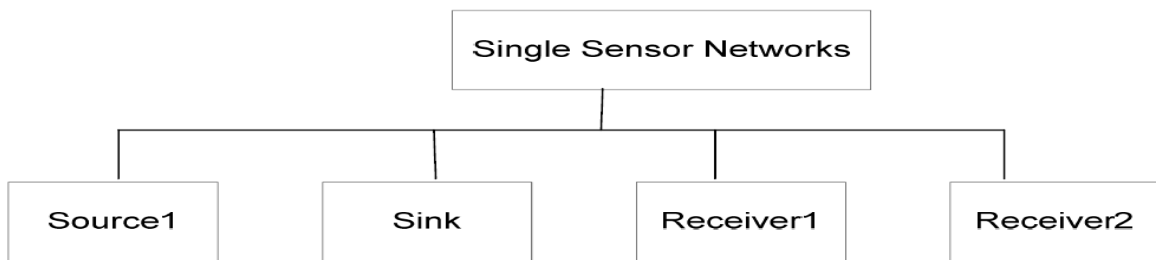 Single Sensor Networks
Source1
Sink
Receiver1
Receiver2